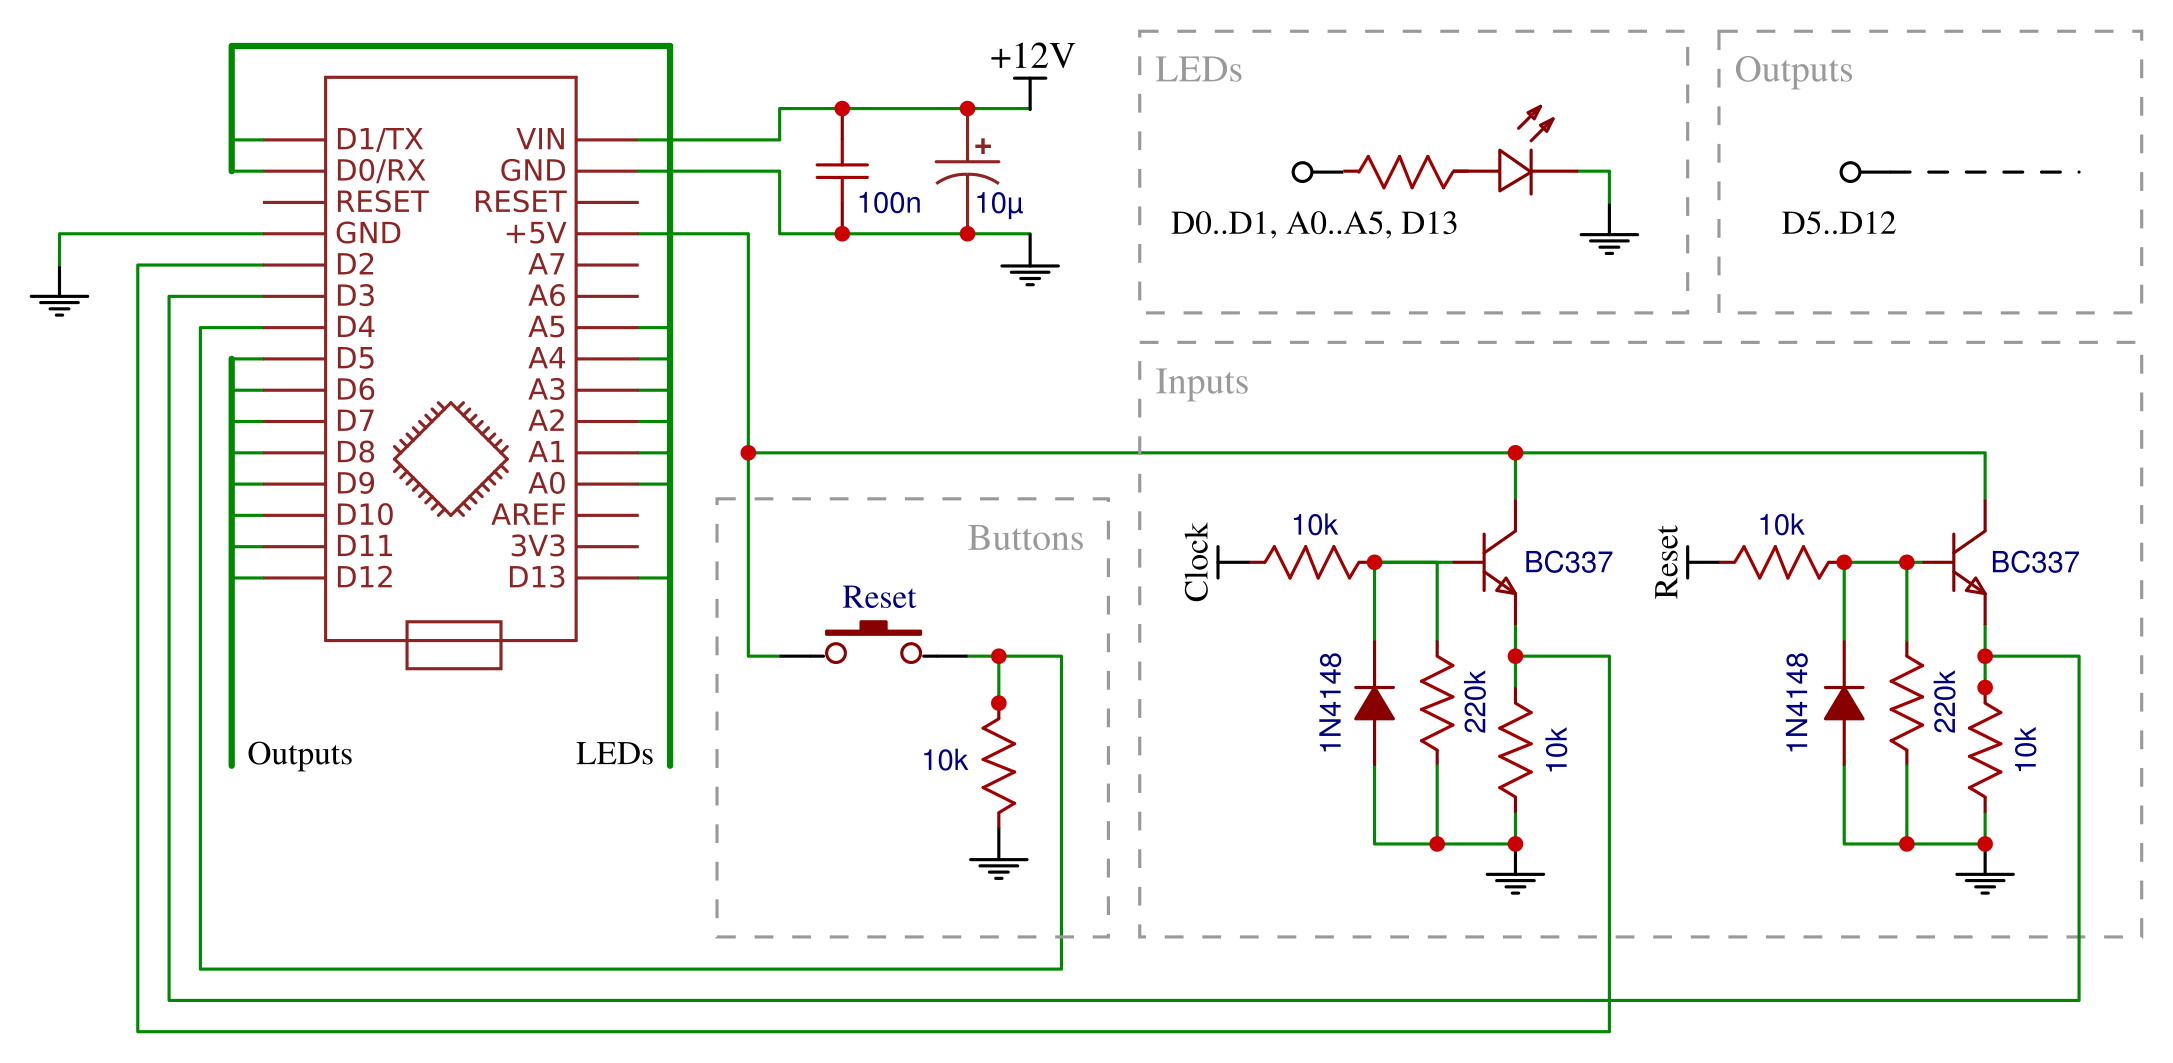 +12V
LEDs
Outputs
D1/TX
VIN
D0/RX
GND
RESET
RESET
100n
+
10µ
D0..D1, A0..A5, D13
D5..D12
GND
+5V
D2
A7
D3
A6
D4
A5
D5
A4
D6
A3
Inputs
D7
A2
D8
A1
D9
A0
D10
AREF
D11
3V3
D12
D13
Buttons
Clock
10k
BC337
Reset
10k
BC337
Reset
1N4148
220k
10k
1N4148
220k
10k
10k
Outputs
LEDs